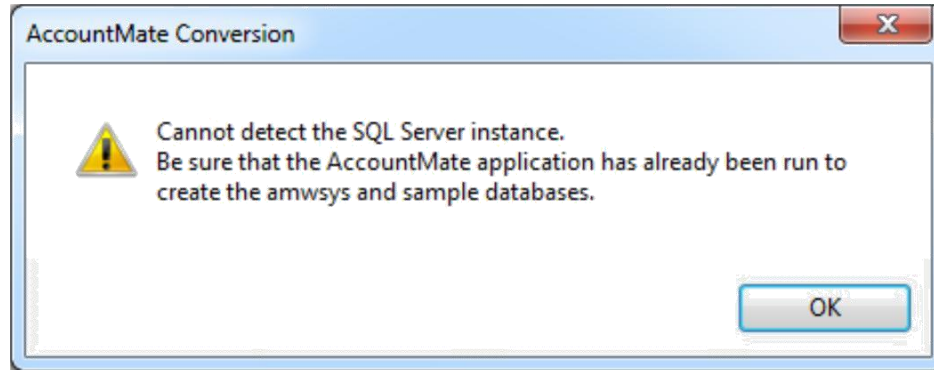 AccountMate Conversion
Cannot detect the SQL Server instance.
Be sure that the AccountMate application has already been run to
create the amwsys and sample databases.
OK